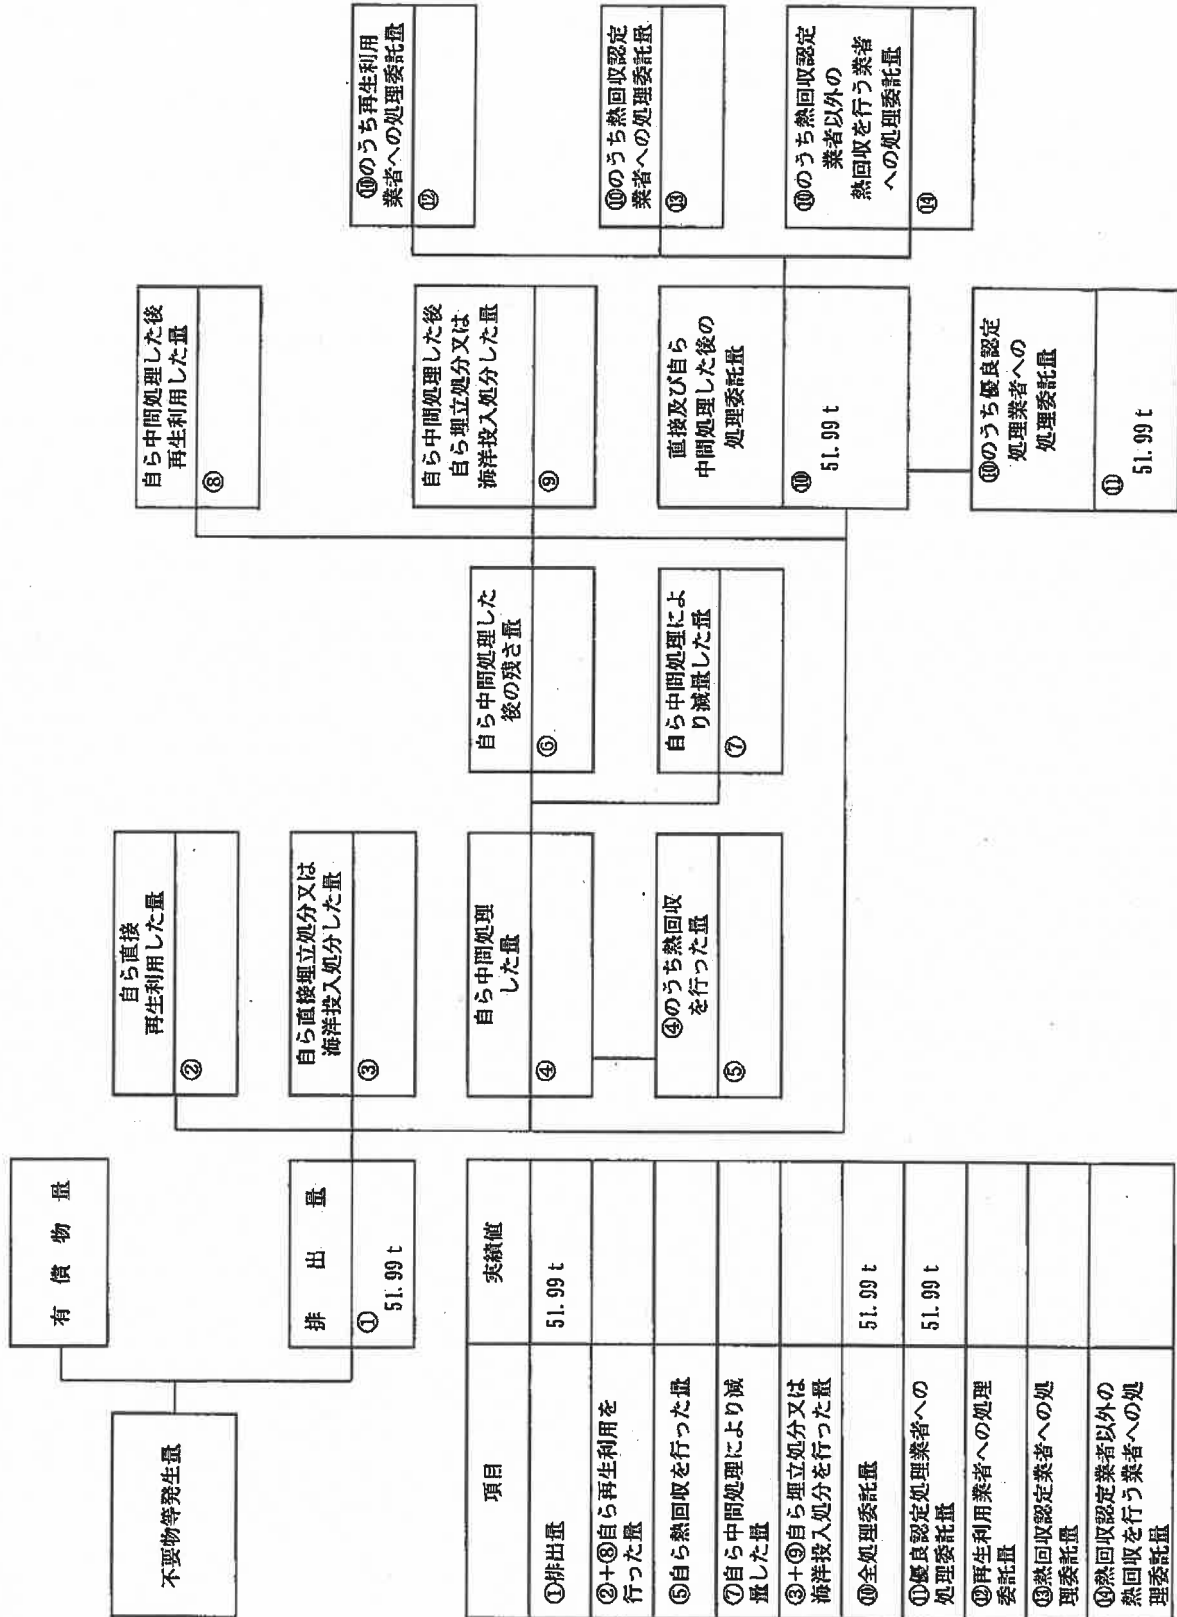 不要物等発生量
有償物量
排出量
①
51.99 t
自ら直接
再生利用した量
②
自ら直接埋立処分又は
海洋投入処分した量
③
自ら中間処理
した量
④
④のうち熱回収
を行った量
⑤
自ら中間処理した
後の残さ量
⑥
自ら中間処理によ
り減量した量
⑦
自ら中間処理した後
再生利用した量
⑧
自ら中間処理した後
自ら埋立処分又は
海洋投入処分した量
⑨
直接及び自ら
中間処理した後の
処理委託量
⑩
51.99 t
⑩のうち優良認定
処理業者への
処理委託量
⑪
51.99 t
⑩のうち再生利用
業者への処理委託量
⑫
⑩のうち熱回収認定
業者への処理委託量
⑬
⑩のうち熱回収認定
業者以外の
熱回収を行う業者
への処理委託量
⑭
項目
実績値
①排出量
51.99 t
②+⑧自ら再生利用を
行った量
⑤自ら熱回収を行った量
⑦自ら中間処理により減
量した量
③+⑨自ら埋立処分又は
海洋投入処分を行った量
⑩全処理委託量
51.99 t
⑪優良認定処理業者への
処理委託量
51.99 t
⑫再生利用業者への処理
委託量
⑬熱回収認定業者への処
理委託量
⑭熱回収認定業者以外の
熱回収を行う業者への処
理委託量